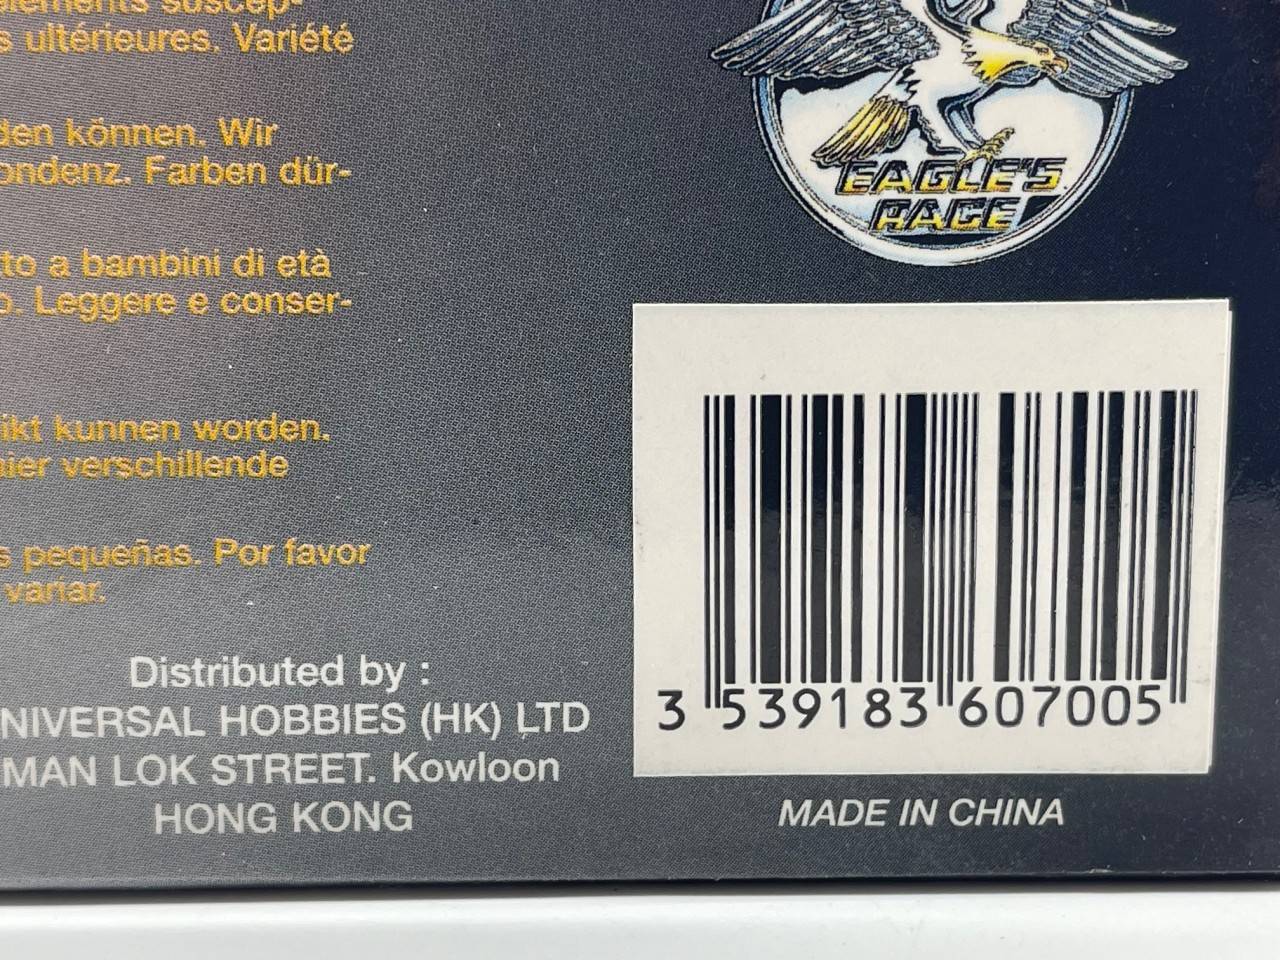 éléments suscep-
s ultérieures. Variété
den können. Wir
ondenz. Farben dür-
to a bambini di età
o. Leggere e conser-
ikt kunnen worden.
hier verschillende
s pequeñas. Por favor
variar.
Distributed by :
NIVERSAL HOBBIES (HK) LTD
MAN LOK STREET. Kowloon
HONG KONG
EAGLE'S
RACE
3 539183 607005
MADE IN CHINA